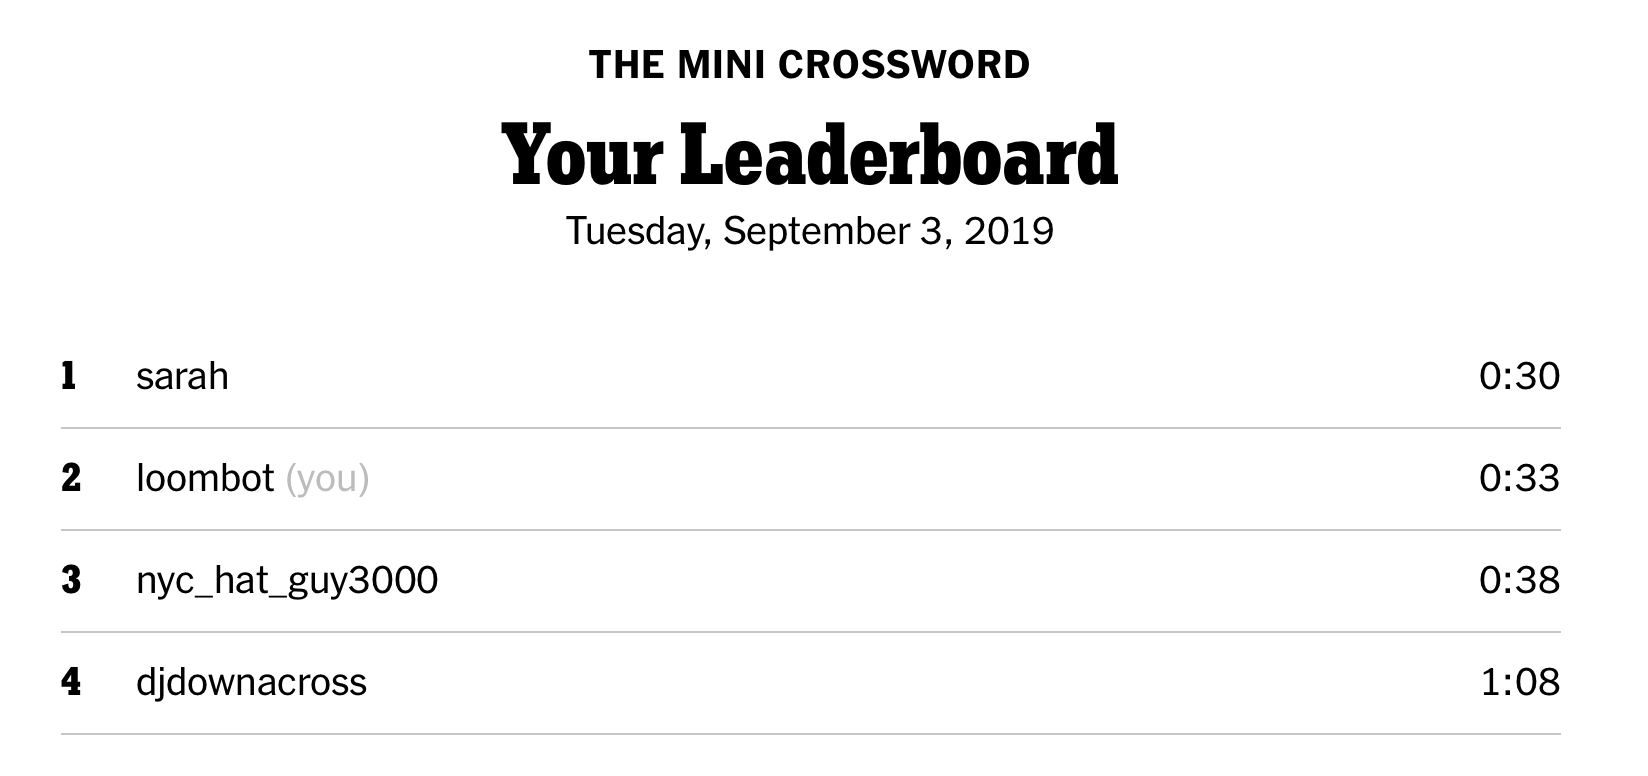 THE MINI CROSSWORD
Your Leaderboard
Tuesday, September 3, 2019
1 sarah 0:30
2 loombot (you) 0:33
3 nyc_hat_guy3000 0:38
4 djdownacross 1:08